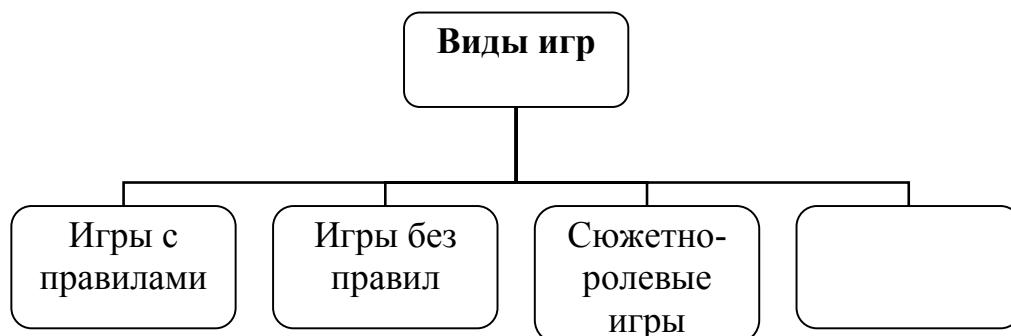 Виды игр
Игры с
правилами
Игры без
правил
Сюжетно-
ролевые
игры